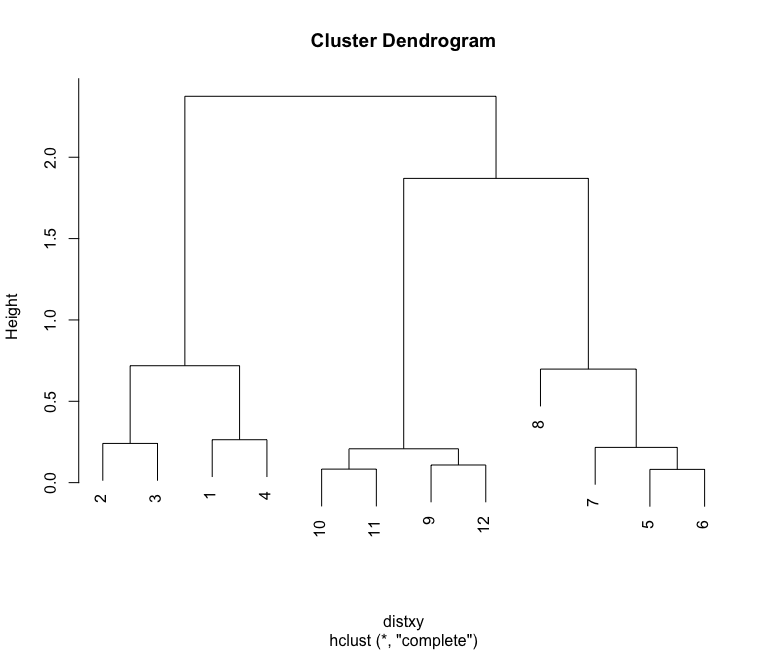 Cluster Dendrogram
Height
2.0
1.5
1.0
0.5
0.0
8
2 3 1 4 7
10 11 9 12 5 6
distxy
hclust (*, "complete")